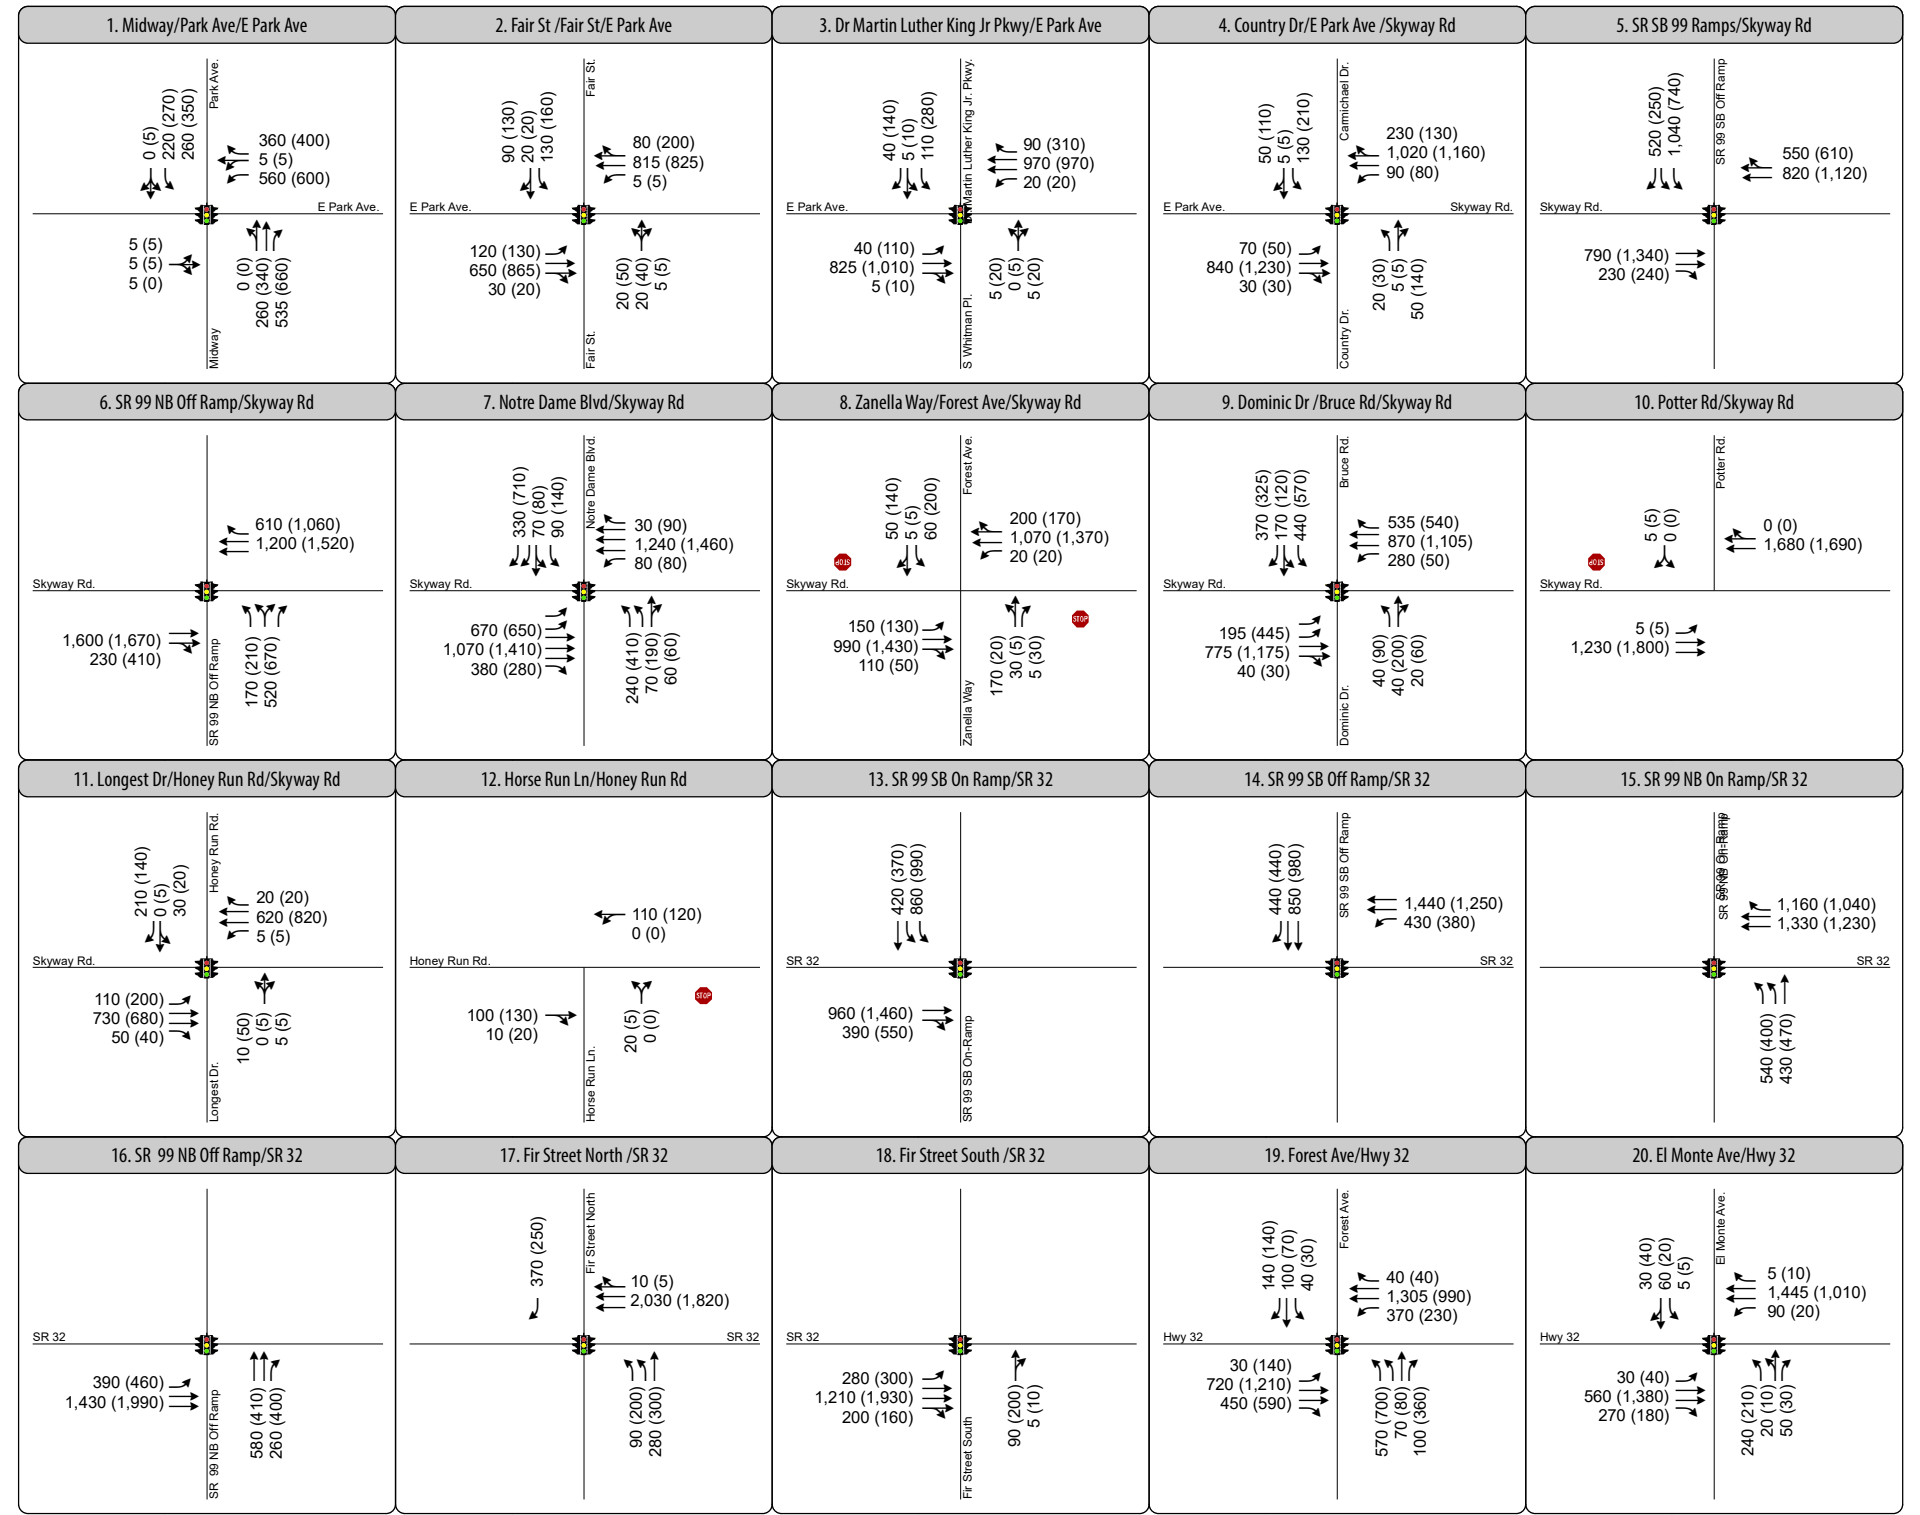 1. Midway/Park Ave/E Park Ave
Park Ave.
0 (5)
220 (270)
260 (350)
360 (400)
5 (5)
560 (600)
E Park Ave.
5 (5)
5 (5)
5 (0)
0 (0)
260 (340)
535 (660)
Midway
2. Fair St /Fair St/E Park Ave
Fair St.
90 (130)
20 (20)
130 (160)
80 (200)
815 (825)
5 (5)
E Park Ave.
120 (130)
650 (865)
30 (20)
20 (50)
20 (40)
5 (5)
Fair St.
3. Dr Martin Luther King Jr Pkwy/E Park Ave
Martin Luther King Jr. Pkwy.
40 (140)
5 (10)
110 (280)
90 (310)
970 (970)
20 (20)
E Park Ave.
40 (110)
825 (1,010)
5 (10)
5 (20)
0 (5)
5 (20)
S Whitman Pl.
4. Country Dr/E Park Ave /Skyway Rd
Carmichael Dr.
50 (110)
5 (5)
130 (210)
230 (130)
1,020 (1,160)
90 (80)
E Park Ave.
Skyway Rd.
70 (50)
840 (1,230)
30 (30)
20 (30)
5 (5)
50 (140)
Country Dr.
5. SR SB 99 Ramps/Skyway Rd
SR 99 SB Off Ramp
520 (250)
1,040 (740)
550 (610)
820 (1,120)
Skyway Rd.
790 (1,340)
230 (240)
6. SR 99 NB Off Ramp/Skyway Rd
610 (1,060)
1,200 (1,520)
Skyway Rd.
1,600 (1,670)
230 (410)
170 (210)
520 (670)
SR 99 NB Off Ramp
7. Notre Dame Blvd/Skyway Rd
Notre Dame Blvd.
330 (710)
70 (80)
90 (140)
30 (90)
1,240 (1,460)
80 (80)
Skyway Rd.
670 (650)
1,070 (1,410)
380 (280)
240 (410)
70 (190)
60 (60)
8. Zanella Way/Forest Ave/Skyway Rd
Forest Ave.
50 (140)
5 (5)
60 (200)
200 (170)
1,070 (1,370)
20 (20)
STOP
Skyway Rd.
150 (130)
990 (1,430)
110 (50)
170 (20)
30 (5)
5 (30)
STOP
Zanella Way
9. Dominic Dr /Bruce Rd/Skyway Rd
Bruce Rd.
370 (325)
170 (120)
440 (570)
535 (540)
870 (1,105)
280 (50)
Skyway Rd.
195 (445)
775 (1,175)
40 (30)
40 (90)
40 (200)
20 (60)
Dominic Dr.
10. Potter Rd/Skyway Rd
Potter Rd.
5 (5)
0 (0)
0 (0)
1,680 (1,690)
STOP
Skyway Rd.
5 (5)
1,230 (1,800)
11. Longest Dr/Honey Run Rd/Skyway Rd
Honey Run Rd.
210 (140)
0 (5)
30 (20)
20 (20)
620 (820)
5 (5)
Skyway Rd.
110 (200)
730 (680)
50 (40)
10 (50)
0 (5)
5 (5)
Longest Dr.
12. Horse Run Ln/Honey Run Rd
110 (120)
0 (0)
Honey Run Rd.
100 (130)
10 (20)
20 (5)
0 (0)
STOP
Horse Run Ln.
13. SR 99 SB On Ramp/SR 32
420 (370)
860 (990)
SR 32
960 (1,460)
390 (550)
SR 99 SB On-Ramp
14. SR 99 SB Off Ramp/SR 32
SR 99 SB Off Ramp
440 (440)
850 (980)
1,440 (1,250)
430 (380)
SR 32
15. SR 99 NB On Ramp/SR 32
1,160 (1,040)
1,330 (1,230)
SR 32
540 (400)
430 (470)
16. SR 99 NB Off Ramp/SR 32
SR 32
390 (460)
1,430 (1,990)
580 (410)
260 (400)
SR 99 NB Off Ramp
17. Fir Street North /SR 32
Fir Street North
370 (250)
10 (5)
2,030 (1,820)
SR 32
90 (200)
280 (300)
18. Fir Street South /SR 32
SR 32
280 (300)
1,210 (1,930)
200 (160)
90 (200)
5 (10)
Fir Street South
19. Forest Ave/Hwy 32
Forest Ave.
140 (140)
100 (70)
40 (30)
40 (40)
1,305 (990)
370 (230)
Hwy 32
30 (140)
720 (1,210)
450 (590)
570 (700)
70 (80)
100 (360)
20. El Monte Ave/Hwy 32
El Monte Ave.
30 (40)
60 (20)
5 (5)
5 (10)
1,445 (1,010)
90 (20)
Hwy 32
30 (40)
560 (1,380)
270 (180)
240 (210)
20 (10)
50 (30)